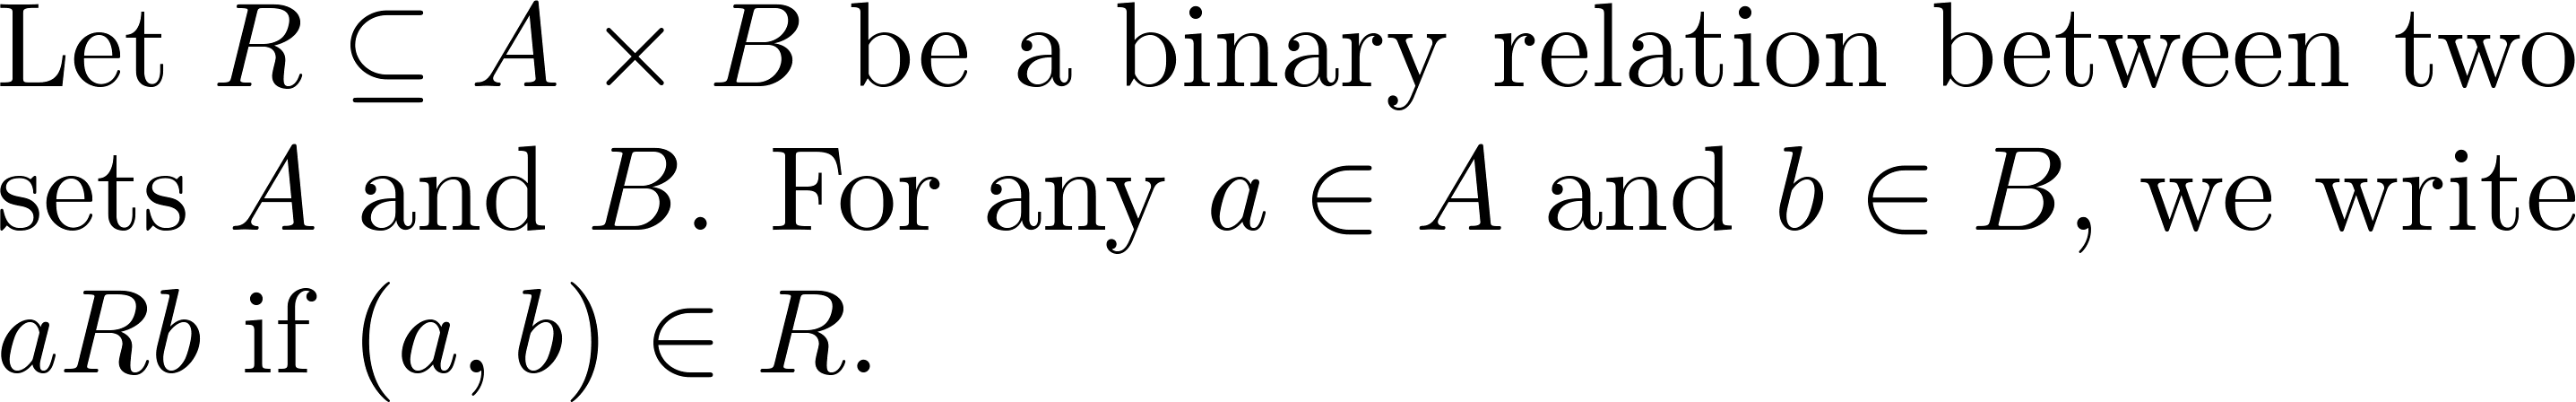 Let R ⊆ A × B be a binary relation between two
sets A and B. For any a ∈ A and b ∈ B, we write
aRb if (a, b) ∈ R.